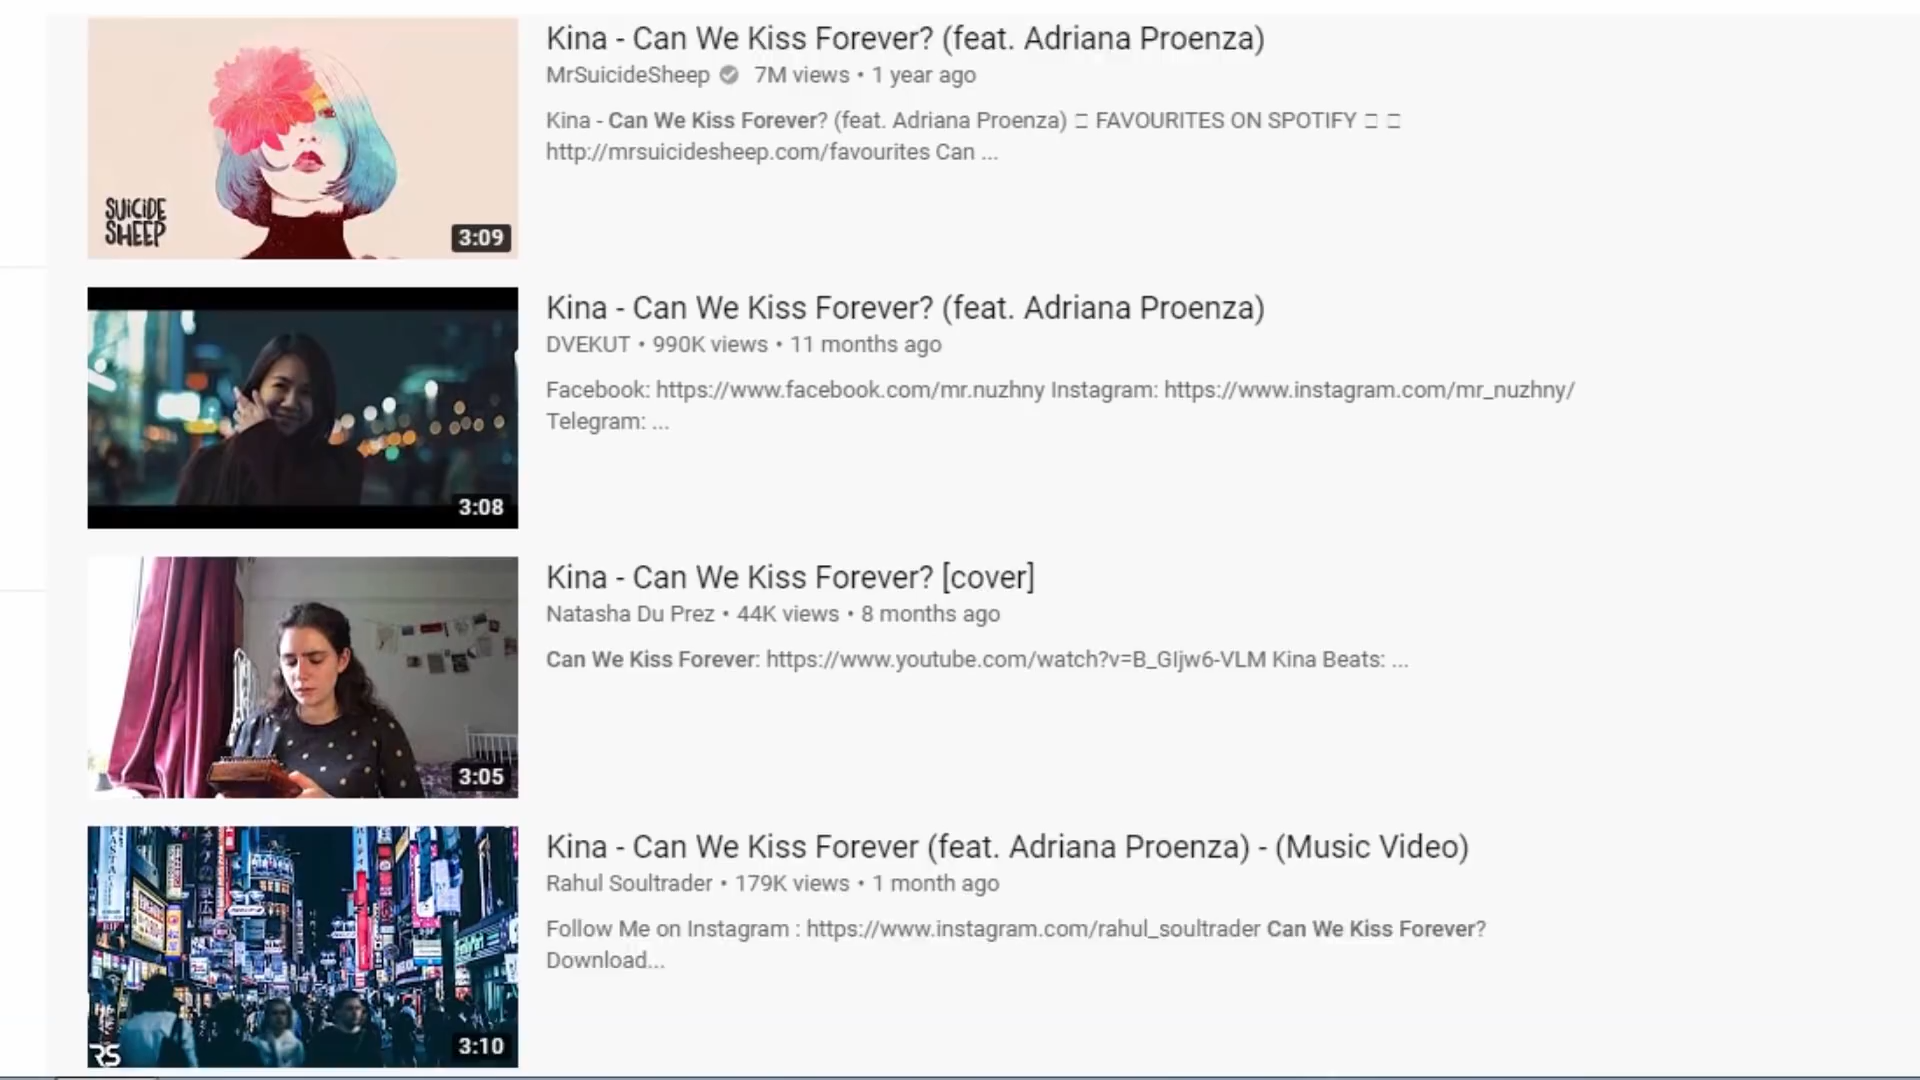 Kina - Can We Kiss Forever? (feat. Adriana Proenza)
MrSuicideSheep 7M views • 1 year ago
Kina - Can We Kiss Forever? (feat. Adriana Proenza) □ FAVOURITES ON SPOTIFY □ □
http://mrsuicidesheep.com/favourites Can ...
SUICIDE
SHEEP
3:09
Kina - Can We Kiss Forever? (feat. Adriana Proenza)
DVEKUT • 990K views • 11 months ago
Facebook: https://www.facebook.com/mr.nuzhny Instagram: https://www.instagram.com/mr_nuzhny/
Telegram: ...
3:08
Kina - Can We Kiss Forever? [cover]
Natasha Du Prez • 44K views • 8 months ago
Can We Kiss Forever: https://www.youtube.com/watch?v=B_GIjw6-VLM Kina Beats: ...
3:05
Kina - Can We Kiss Forever (feat. Adriana Proenza) - (Music Video)
Rahul Soultrader • 179K views • 1 month ago
Follow Me on Instagram : https://www.instagram.com/rahul_soultrader Can We Kiss Forever?
Download...
RS
3:10